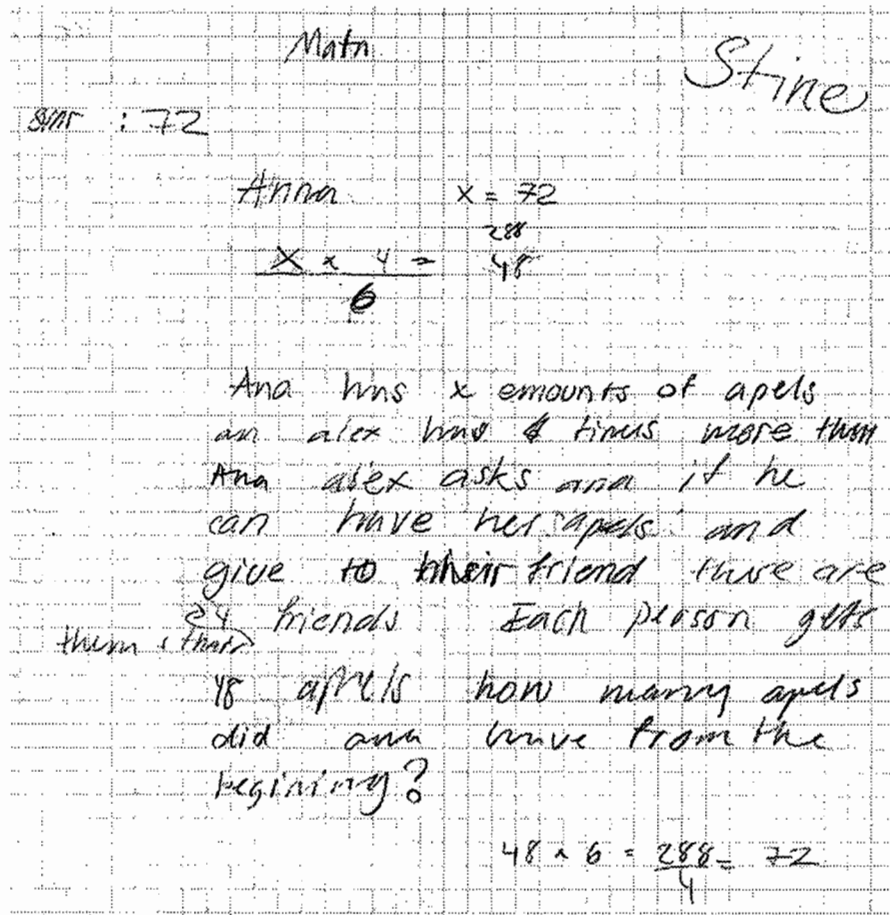 Math
Stine
: 72
Anna x = 72
288
X × 4 = 48
6
Ana has x emounts of apels
an alex has 4 times more than
Ana alex asks ana if he
can have her apels and
give to their friend there are
24 friends Each person gets
them
48 apels how many apels
did ana have from the
begining?
48 × 6 = 288 = 72
4